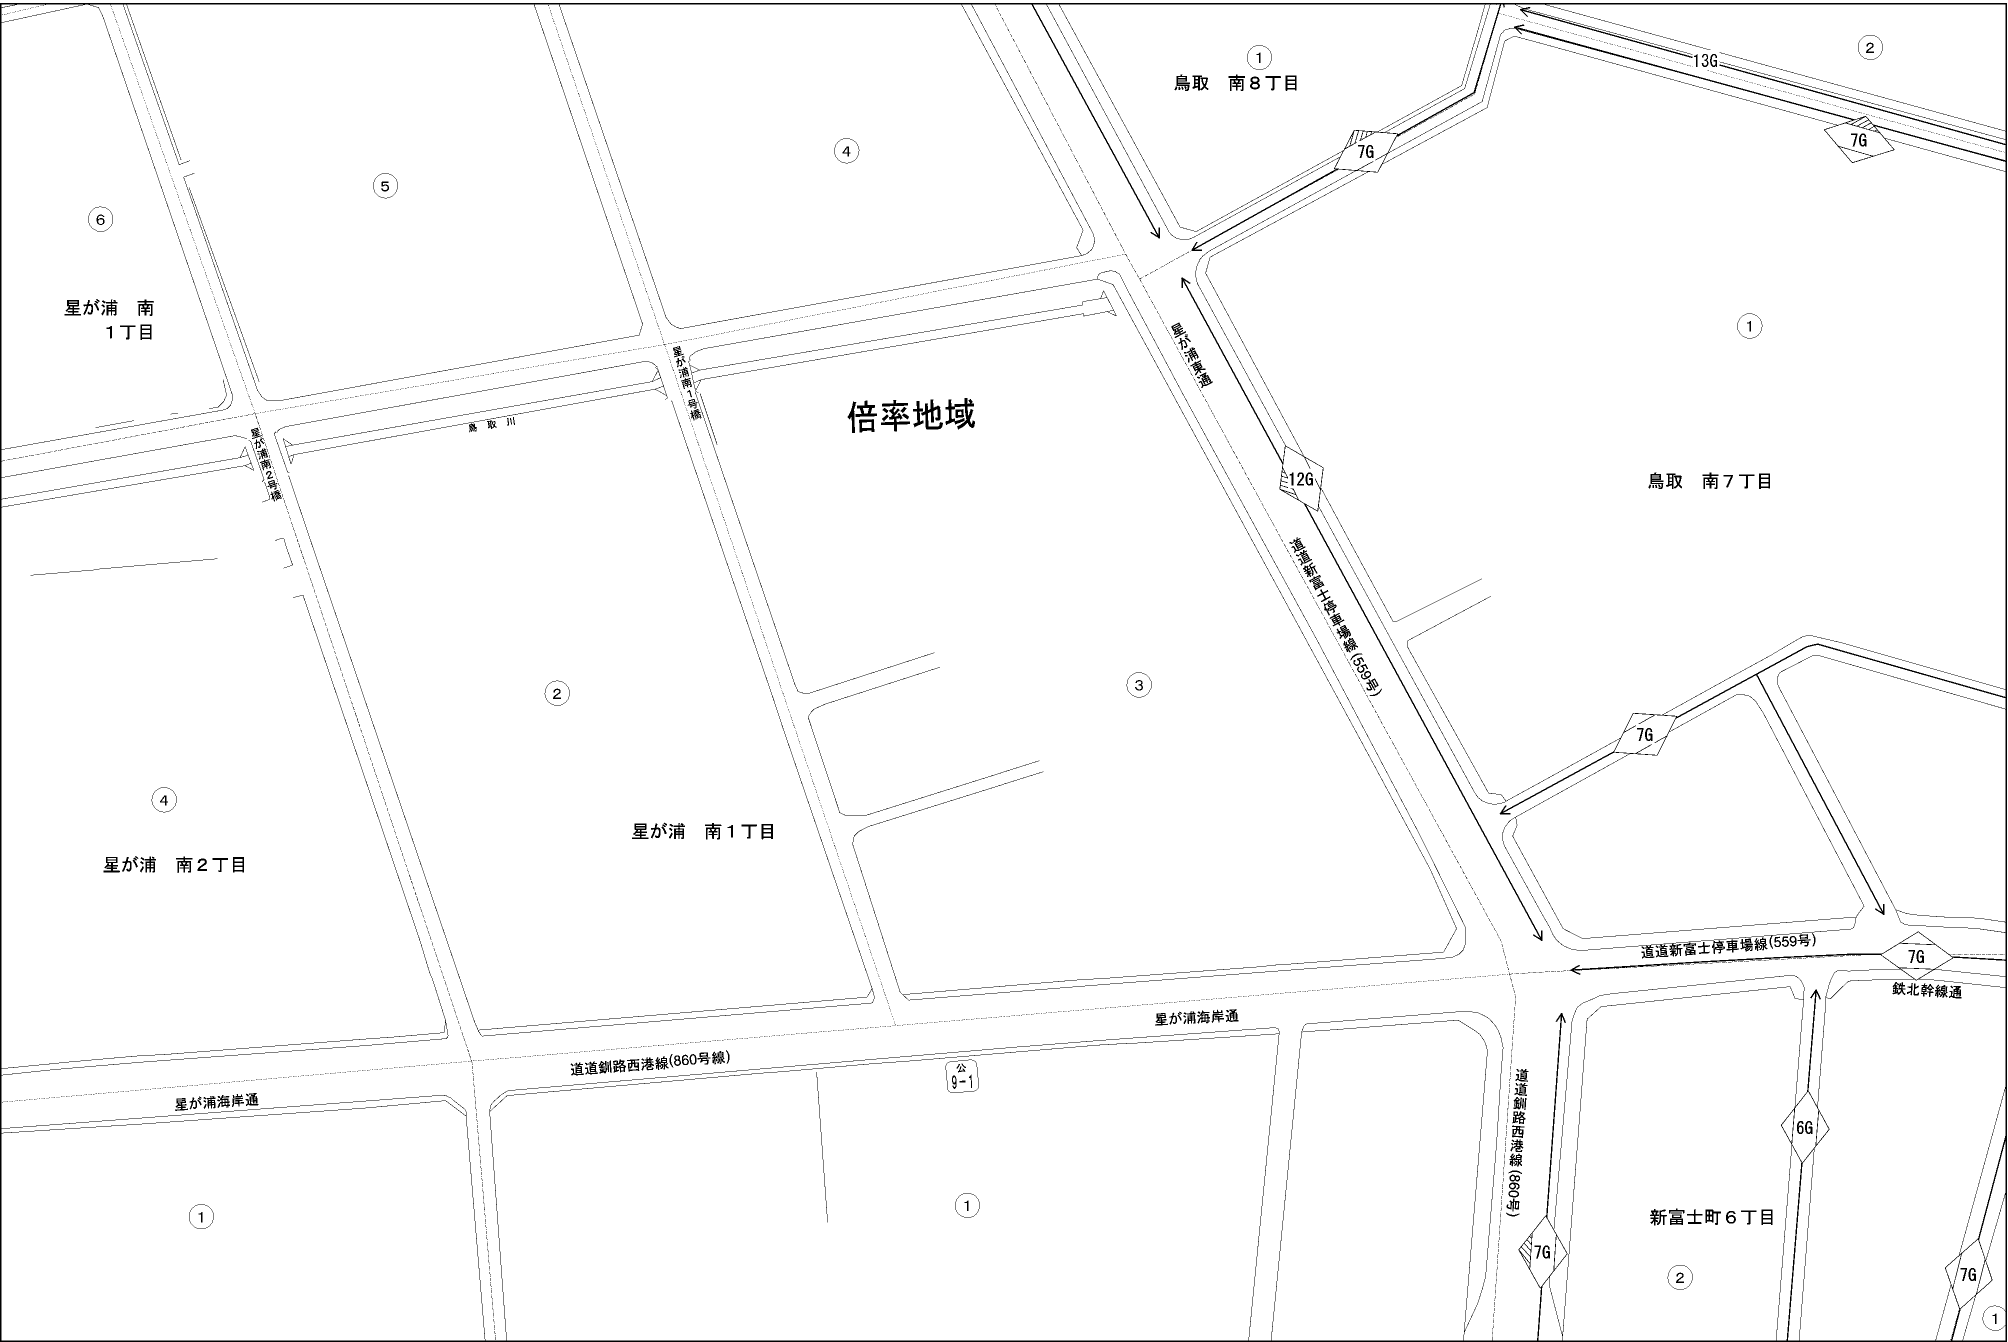 ①
鳥取　南８丁目
②
13G
7G
7G
④
⑤
⑥
星が浦　南
１丁目
①
星が浦東通
星が浦南１号橋
倍率地域
鳥取川
星が浦南２号橋
12G
鳥取　南７丁目
道道新富士停車場線(559号)
②
③
7G
④
星が浦　南１丁目
星が浦　南２丁目
道道新富士停車場線(559号)
7G
鉄北幹線通
星が浦海岸通
道道釧路西港線(860号線)
公
9-1
星が浦海岸通
道道釧路西港線(860号)
6G
①
①
新富士町６丁目
7G
②
7G
①